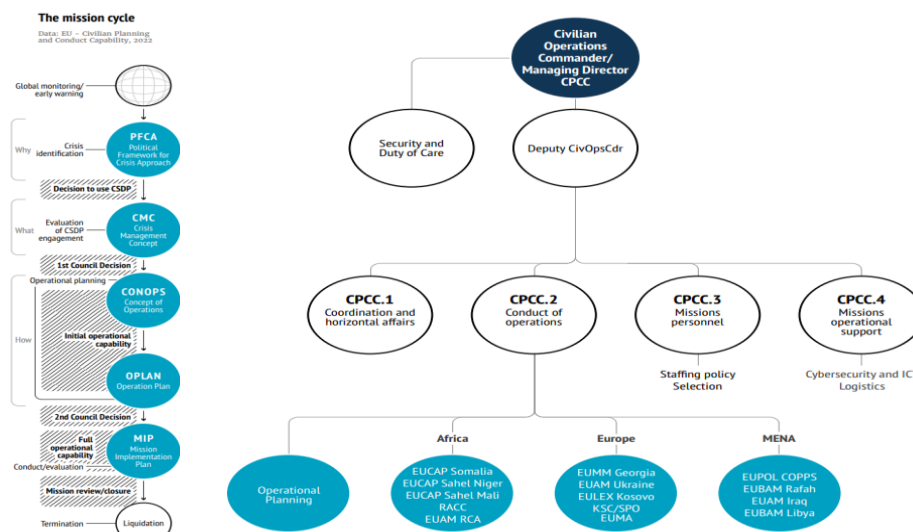 The mission cycle
Data: EU – Civilian Planning
and Conduct Capability, 2022
Global monitoring/
early warning
Why
Crisis
identification
PFCA
Political
Framework for
Crisis Approach
Decision to use CSDP
What
Evaluation
of CSDP
engagement
CMC
Crisis
Management
Concept
1st Council Decision
Operational planning
CONOPS
Concept of
Operations
How
Initial operational
capability
OPLAN
Operation Plan
2nd Council Decision
Full
operational
capability
MIP
Mission
Implementation
Plan
Conduct/evaluation
Mission review/closure
Termination
Liquidation
Civilian
Operations
Commander/
Managing Director
CPCC
Security and
Duty of Care
Deputy CivOpsCdr
CPCC.1
Coordination and
horizontal affairs
CPCC.2
Conduct of
operations
CPCC.3
Missions
personnel
CPCC.4
Missions
operational
support
Staffing policy
Selection
Cybersecurity and IC
Logistics
Operational
Planning
Africa
EUCAP Somalia
EUCAP Sahel Niger
EUCAP Sahel Mali
RACC
EUAM RCA
Europe
EUMM Georgia
EUAM Ukraine
EULEX Kosovo
KSC/SPO
EUMA
MENA
EUPOL COPPS
EUBAM Rafah
EUAM Iraq
EUBAM Libya